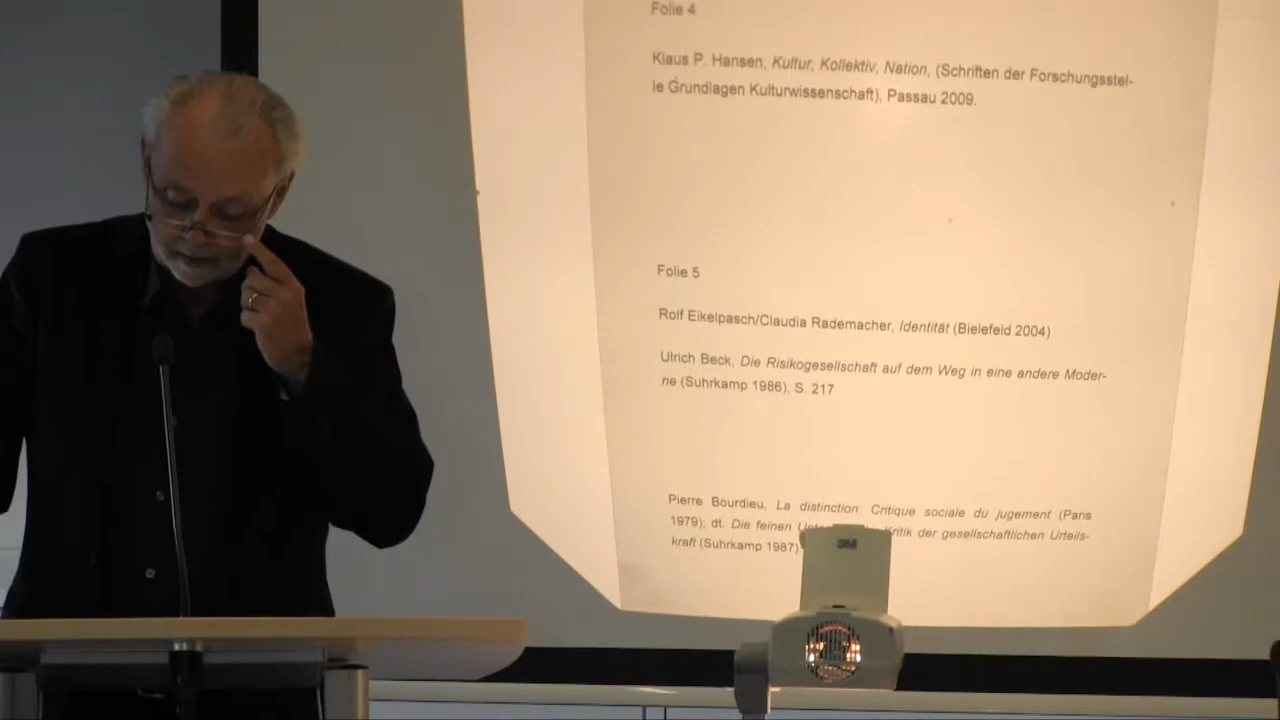 Folie 4
Klaus P. Hansen, Kultur, Kollektiv, Nation, (Schriften der Forschungsstel-
le Grundlagen Kulturwissenschaft), Passau 2009.
Folie 5
Rolf Eikelpasch/Claudia Rademacher, Identität (Bielefeld 2004)
Ulrich Beck, Die Risikogesellschaft auf dem Weg in eine andere Moder-
ne (Suhrkamp 1986), S. 217
Pierre Bourdieu, La distinction: Critique sociale du jugement (Paris
1979); dt. Die feinen Kritik der gesellschaftlichen Urteils-
kraft (Suhrkamp 1987)
3M